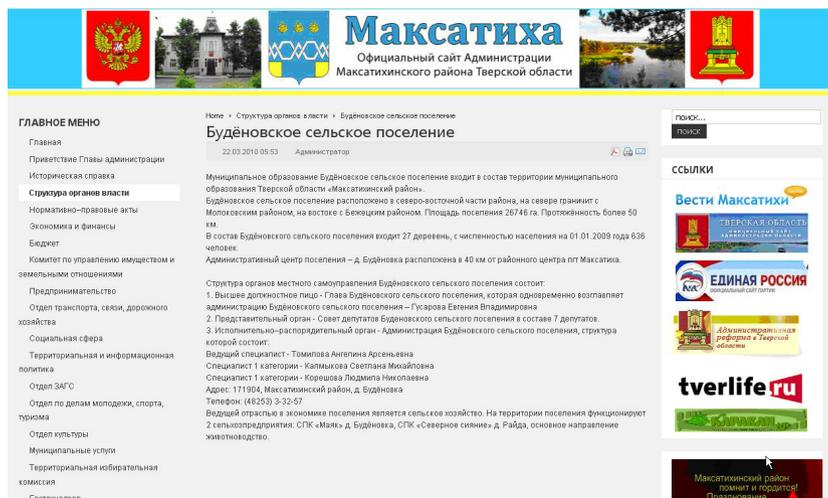 Максатиха
Официальный сайт Администрации
Максатихинского района Тверской области
ГЛАВНОЕ МЕНЮ
Главная
Приветствие Главы администрации
Историческая справка
Структура органов власти
Нормативно–правовые акты
Экономика и финансы
Бюджет
Комитет по управлению имуществом и
земельными отношениями
Предпринимательство
Отдел транспорта, связи, дорожного
хозяйства
Социальная сфера
Территориальная и информационная
политика
Отдел ЗАГС
Отдел по делам молодежи, спорта,
туризма
Отдел культуры
Муниципальные услуги
Территориальная избирательная
комиссия
Home › Структура органов власти › Будёновское сельское поселение
Будёновское сельское поселение
22.03.2010 05:53 Администратор
Муниципальное образование Будёновское сельское поселение входит в состав территории муниципального
образования Тверской области «Максатихинский район».
Будёновское сельское поселение расположено в северо-восточной части района, на севере граничит с
Молоковским районом, на востоке с Бежецким районом. Площадь поселения 26746 га. Протяжённость более 50
км.
В состав Будёновского сельского поселения входит 27 деревень, с численностью населения на 01.01.2009 года 636
человек.
Административный центр поселения – д. Будёновка расположена в 40 км от районного центра пгт Максатиха.
Структура органов местного самоуправления Будёновского сельского поселения состоит:
1. Высшее должностное лицо - Глава Будёновского сельского поселения, которая одновременно возглавляет
администрацию Будёновского сельского поселения – Гусарова Евгения Владимировна
2. Представительный орган - Совет депутатов Буденовского сельского поселения в составе 7 депутатов.
3. Исполнительно–распорядительный орган - Администрация Будёновского сельского поселения, структура
которой состоит:
Ведущий специалист - Томилова Ангелина Арсеньевна
Специалист 1 категории - Калмыкова Светлана Михайловна
Специалист 1 категории - Корешова Людмила Николаевна
Адрес: 171904, Максатихинский район, д. Будёновка
Телефон: (48253) 3-32-57
Ведущей отраслью в экономике поселения является сельское хозяйство. На территории поселения функционируют
2 сельхозпредприятия: СПК «Маяк» д. Будёновка, СПК «Северное сияние» д. Райда, основное направление
животноводство.
поиск...
ПОИСК
ССЫЛКИ
Вести Максатихи
ТВЕРСКАЯ ОБЛАСТЬ
ОФИЦИАЛЬНЫЙ САЙТ
АДМИНИСТРАЦИИ ОБЛАСТИ
ЕДИНАЯ РОССИЯ
ОФИЦИАЛЬНЫЙ САЙТ ПАРТИИ
Административная
реформа в Тверской
области
tverlife.ru
Максатихинский район
помнит и гордится!
Празднование